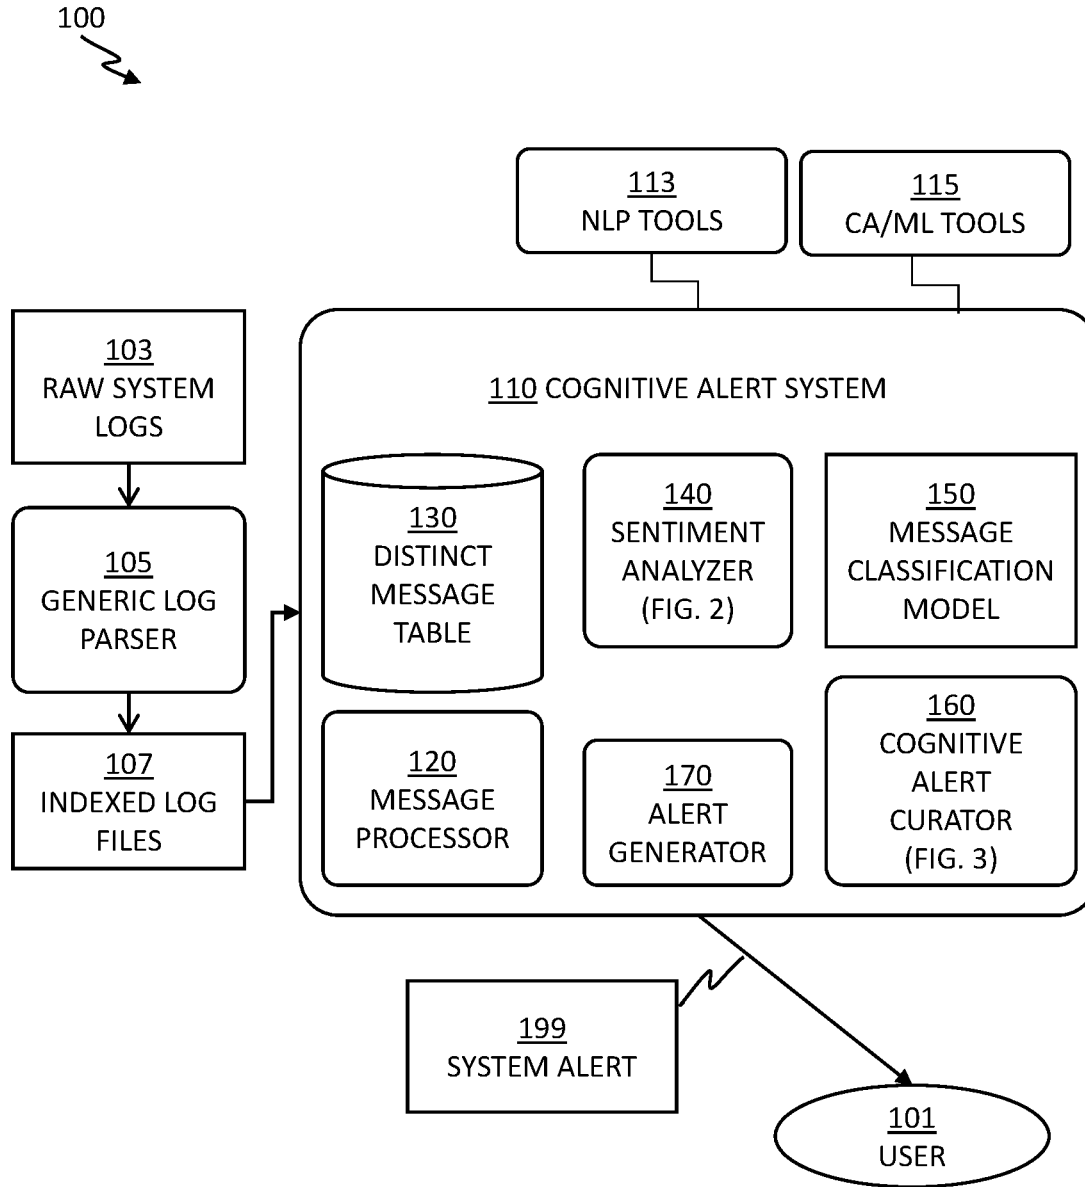 100
113
NLP TOOLS
115
CA/ML TOOLS
103
RAW SYSTEM
LOGS
105
GENERIC LOG
PARSER
107
INDEXED LOG
FILES
110 COGNITIVE ALERT SYSTEM
130
DISTINCT
MESSAGE
TABLE
140
SENTIMENT
ANALYZER
(FIG. 2)
150
MESSAGE
CLASSIFICATION
MODEL
120
MESSAGE
PROCESSOR
170
ALERT
GENERATOR
160
COGNITIVE
ALERT
CURATOR
(FIG. 3)
199
SYSTEM ALERT
101
USER